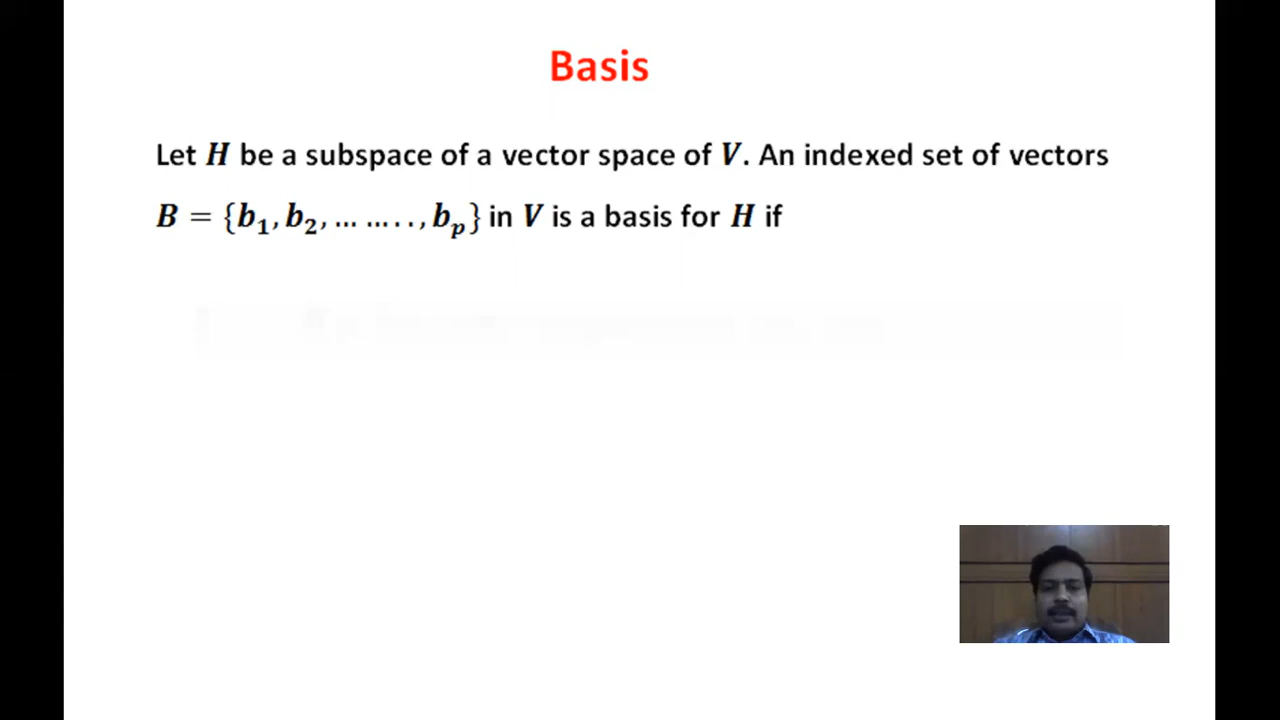 Basis
Let H be a subspace of a vector space of V. An indexed set of vectors
B = {b₁, b₂, … … . . , bₚ} in V is a basis for H if